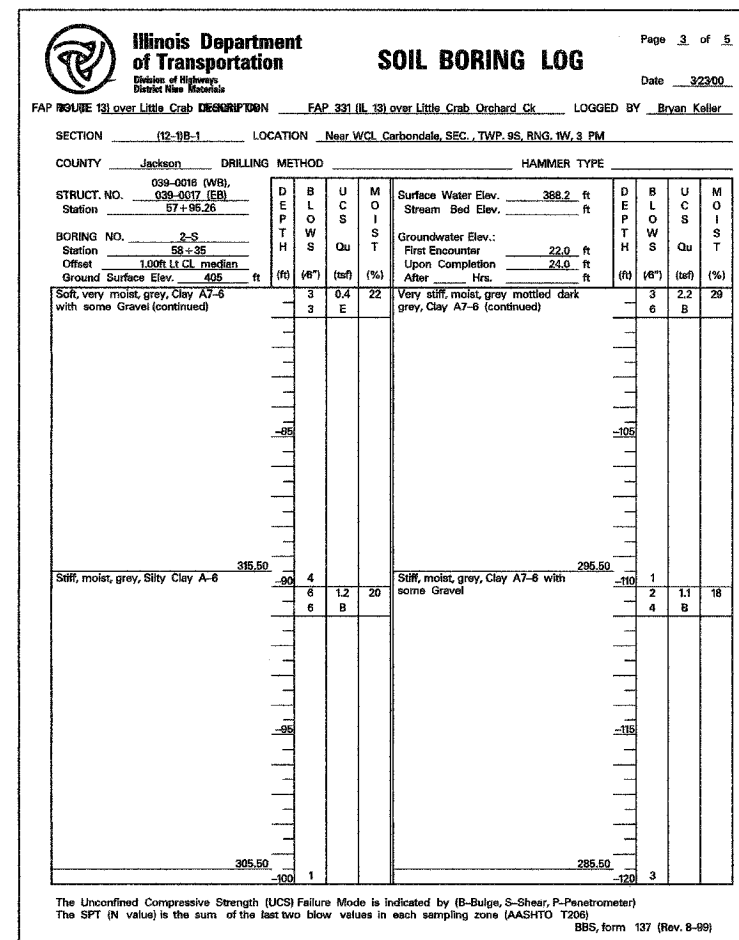 Illinois Department of Transportation
Division of Highways
District Nine Materials
SOIL BORING LOG
Page 3 of 5
Date 3/23/00
FAP ROUTE 13) over Little Crab DESCRIPTION FAP 331 (IL 13) over Little Crab Orchard Ck LOGGED BY Bryan Keller
SECTION (12-1)B-1 LOCATION Near WCL Carbondale, SEC. , TWP. 9S, RNG. 1W, 3 PM
COUNTY Jackson DRILLING METHOD HAMMER TYPE
STRUCT. NO. 039-0016 (WB), 039-0017 (EB)
Station 57+95.26
BORING NO. 2-S
Station 58+35
Offset 1.00ft Lt CL median
Ground Surface Elev. 405 ft
DEPTH (ft) BLOWS (/6") UCS Qu (tsf) MOIST (%)
Surface Water Elev. 388.2 ft
Stream Bed Elev. ft
Groundwater Elev.:
First Encounter 22.0 ft
Upon Completion 24.0 ft
After Hrs. ft
DEPTH (ft) BLOWS (/6") UCS Qu (tsf) MOIST (%)
Soft, very moist, grey, Clay A7-6 3 0.4 22
with some Gravel (continued) 3 E
-85
315.50
Stiff, moist, grey, Silty Clay A-6 -90 4
6 1.2 20
6 B
-95
305.50
-100 1
Very stiff, moist, grey mottled dark 3 2.2 29
grey, Clay A7-6 (continued) 6 B
-105
295.50
Stiff, moist, grey, Clay A7-6 with -110 1
some Gravel 2 1.1 18
4 B
-115
285.50
-120 3
The Unconfined Compressive Strength (UCS) Failure Mode is indicated by (B-Bulge, S-Shear, P-Penetrometer)
The SPT (N value) is the sum of the last two blow values in each sampling zone (AASHTO T206)
BBS, form 137 (Rev. 8-99)